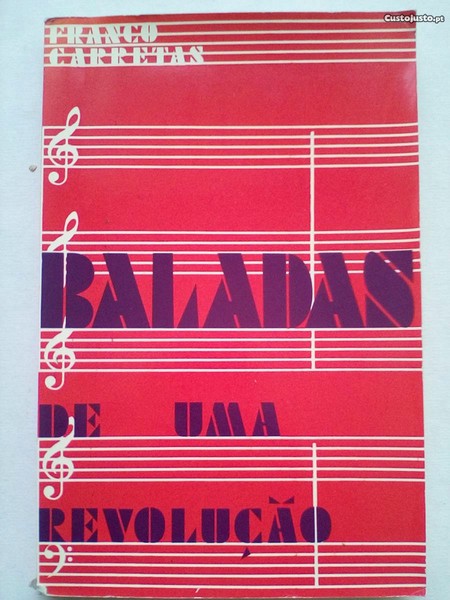 CustoJusto.pt
FRANCO
CARRETAS
BALADAS
DE UMA
REVOLUÇÃO